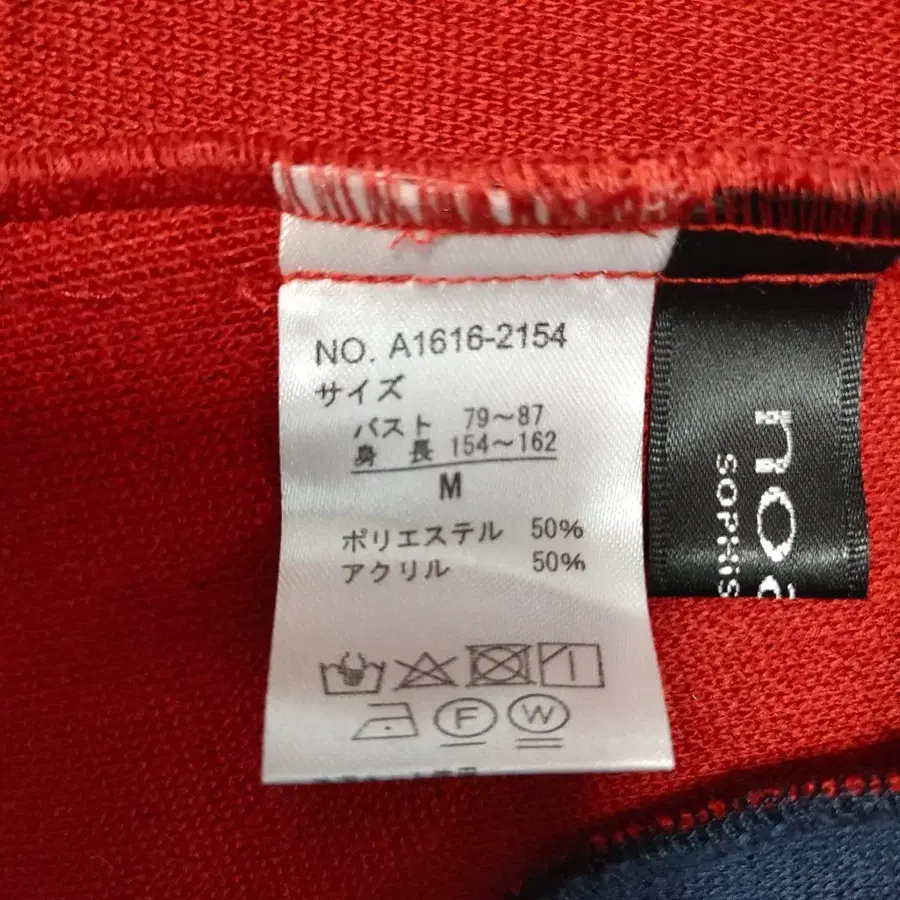 NO. A1616-2154
サイズ
バスト 79〜87
身 長 154〜162
M
ポリエステル 50%
アクリル 50%
F W
no
SOPHIS